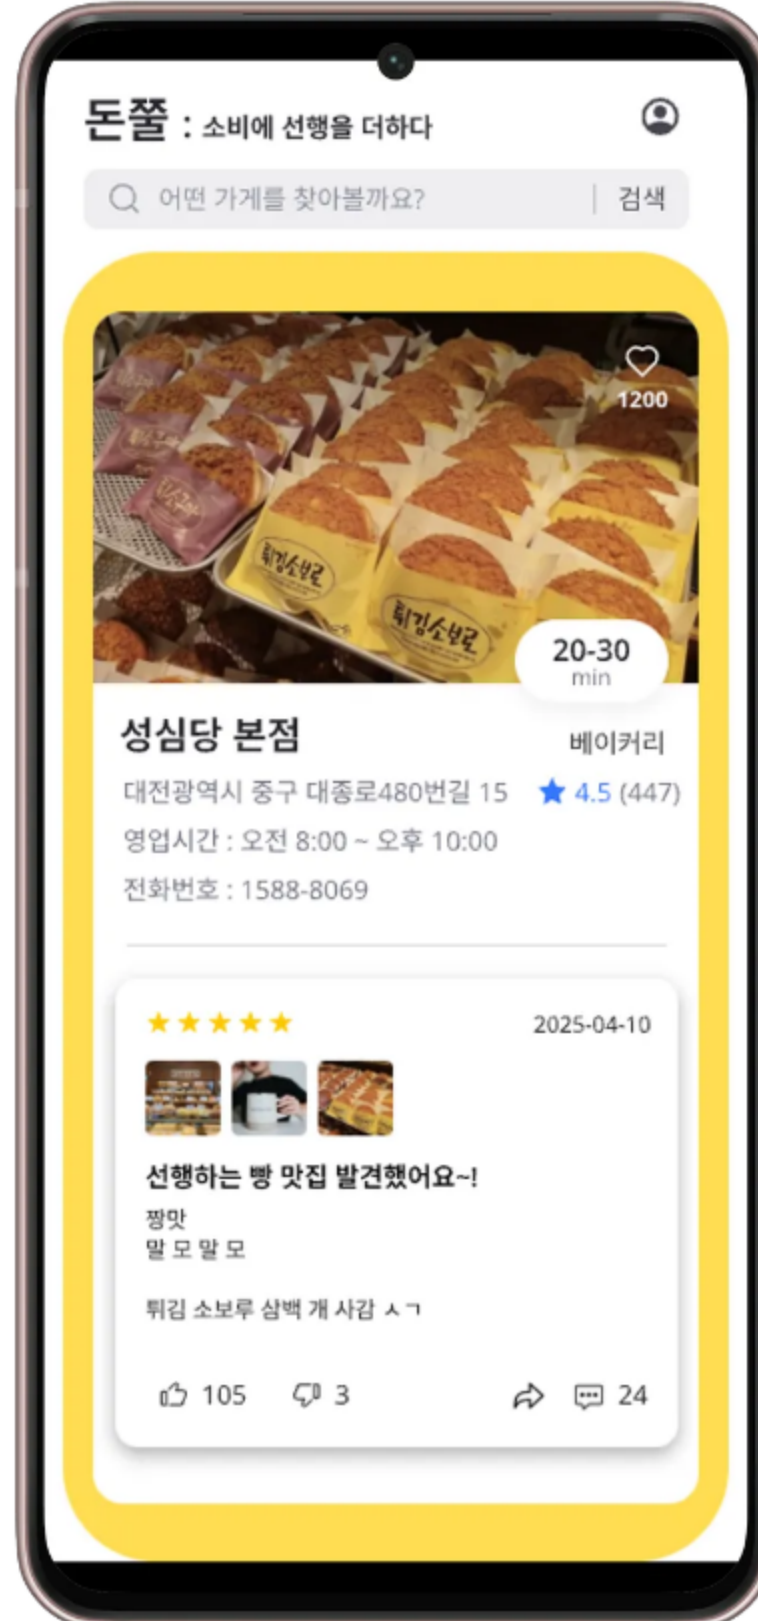 돈쭐 : 소비에 선행을 더하다
어떤 가게를 찾아볼까요? | 검색
1200
튀김소보로
튀김소보로
20-30
min
성심당 본점
베이커리
대전광역시 중구 대종로480번길 15 ★ 4.5 (447)
영업시간 : 오전 8:00 ~ 오후 10:00
전화번호 : 1588-8069
★★★★★ 2025-04-10
선행하는 빵 맛집 발견했어요~!
짱맛
말 모 말 모
튀김 소보루 삼백 개 사감 ㅅㄱ
105 3 24